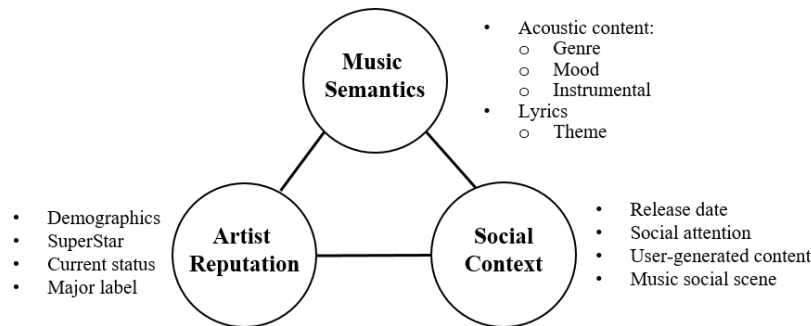 Music
Semantics
• Acoustic content:
o Genre
o Mood
o Instrumental
• Lyrics
o Theme
• Demographics
• SuperStar
• Current status
• Major label
Artist
Reputation
Social
Context
• Release date
• Social attention
• User-generated content
• Music social scene